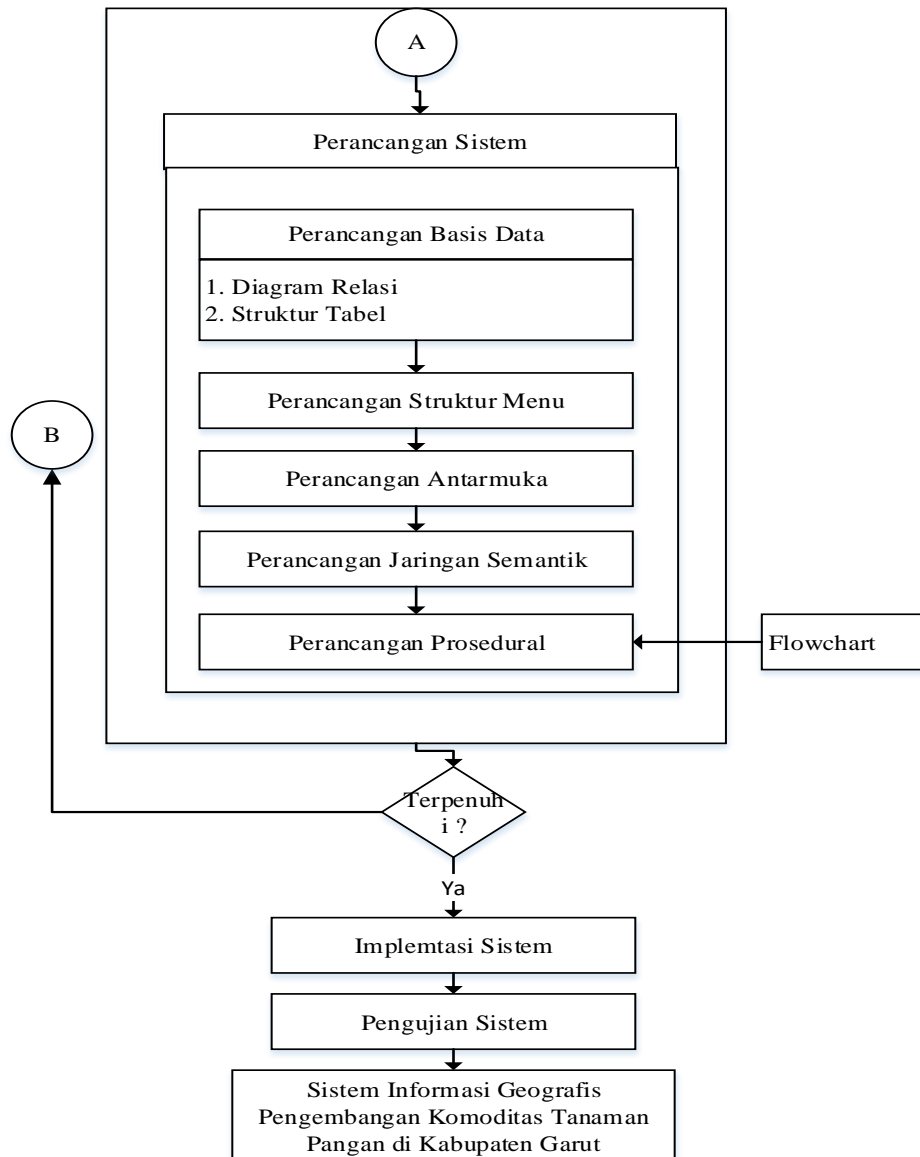 A
Perancangan Sistem
Perancangan Basis Data
1. Diagram Relasi
2. Struktur Tabel
Perancangan Struktur Menu
B
Perancangan Antarmuka
Perancangan Jaringan Semantik
Perancangan Prosedural
Flowchart
Terpenuh
i ?
Ya
Implemtasi Sistem
Pengujian Sistem
Sistem Informasi Geografis
Pengembangan Komoditas Tanaman
Pangan di Kabupaten Garut